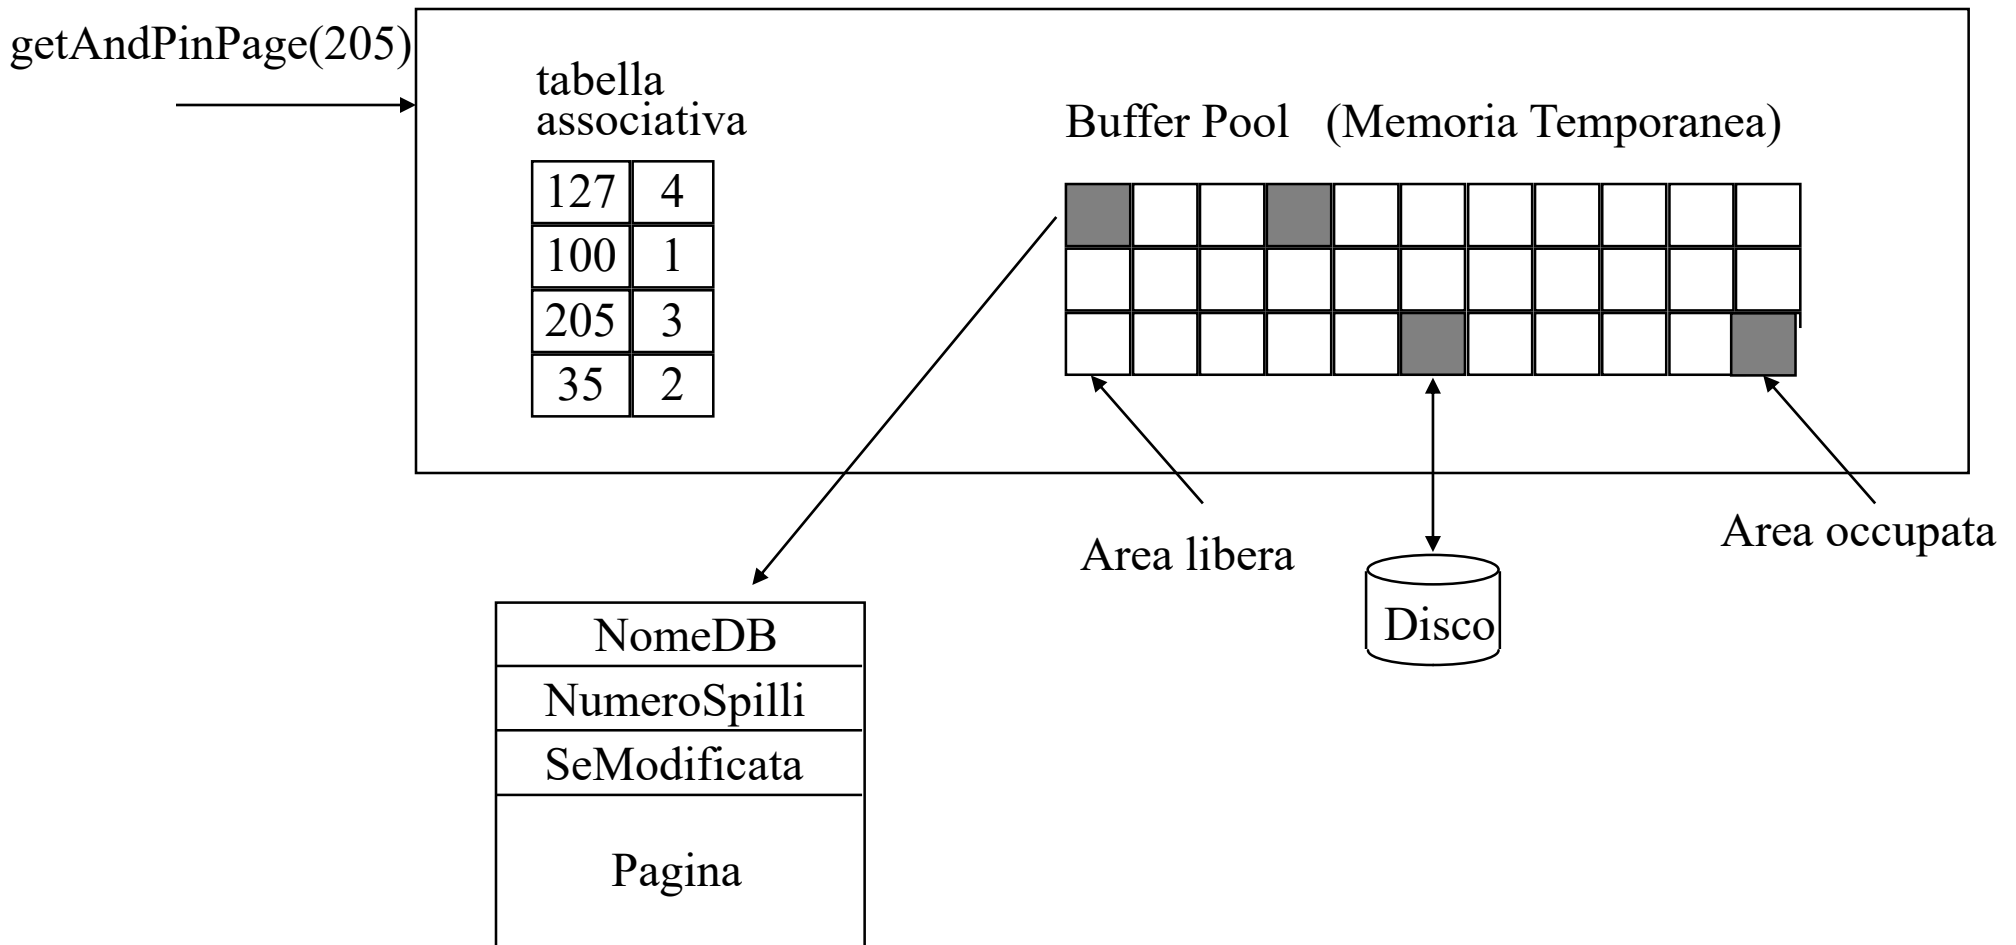 getAndPinPage(205)
tabella
associativa
Buffer Pool (Memoria Temporanea)
127 4
100 1
205 3
35 2
Area libera
Area occupata
Disco
NomeDB
NumeroSpilli
SeModificata
Pagina